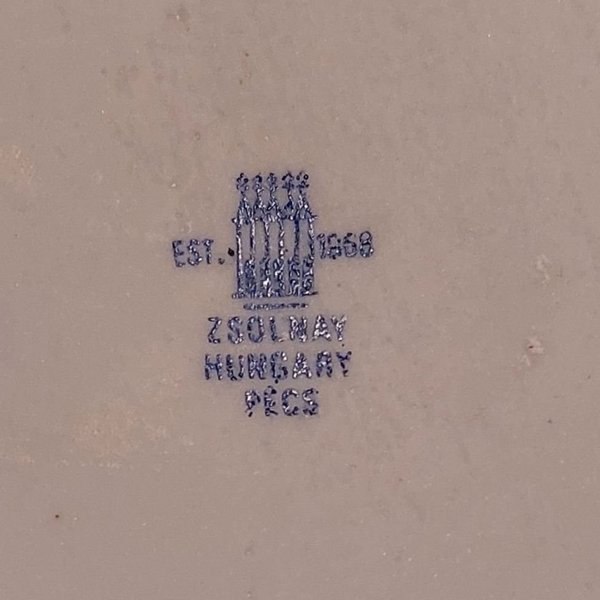 EST. 1868
ZSOLNAY
HUNGARY
PÉCS